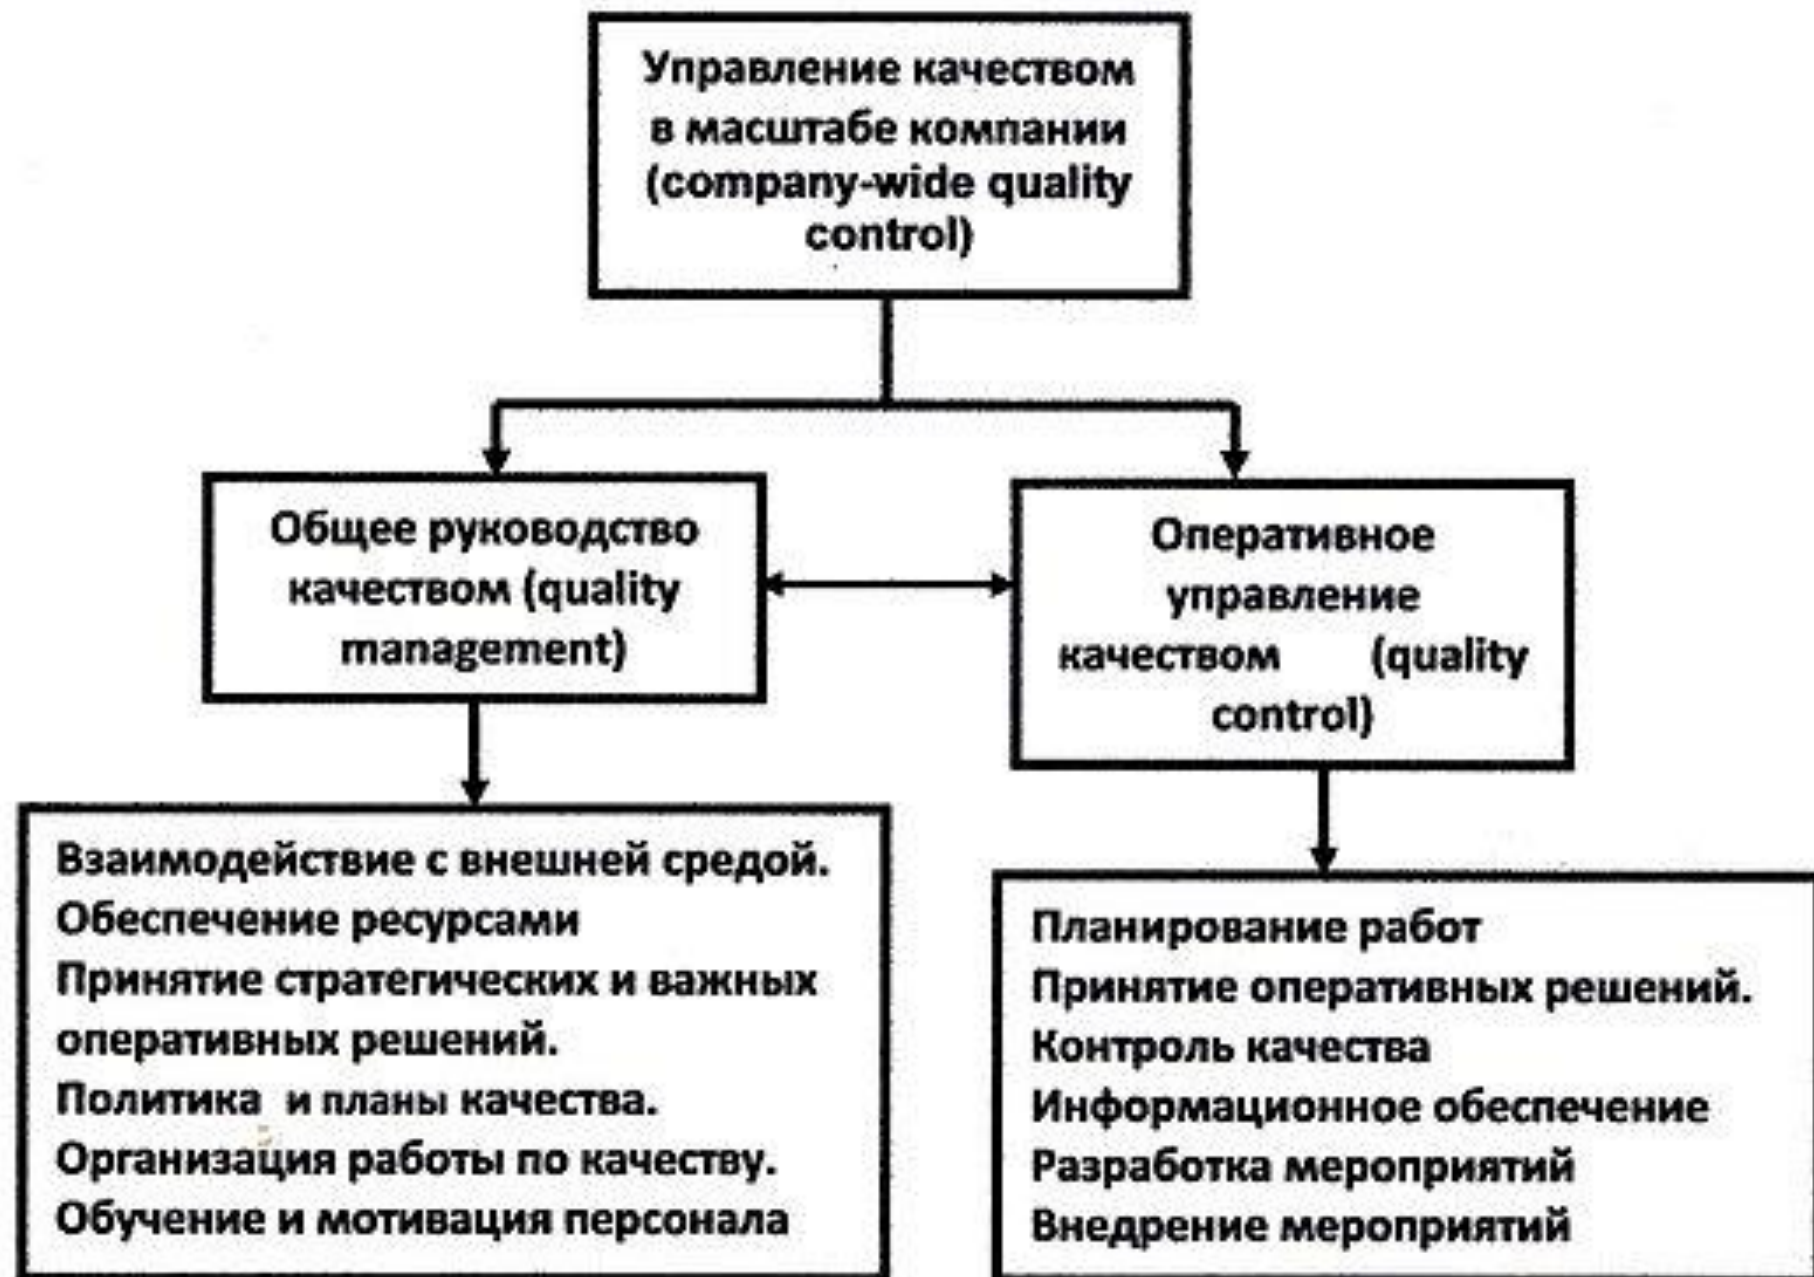 Управление качеством
в масштабе компании
(company-wide quality
control)
Общее руководство
качеством (quality
management)
Оперативное
управление
качеством (quality
control)
Взаимодействие с внешней средой.
Обеспечение ресурсами
Принятие стратегических и важных
оперативных решений.
Политика и планы качества.
Организация работы по качеству.
Обучение и мотивация персонала
Планирование работ
Принятие оперативных решений.
Контроль качества
Информационное обеспечение
Разработка мероприятий
Внедрение мероприятий